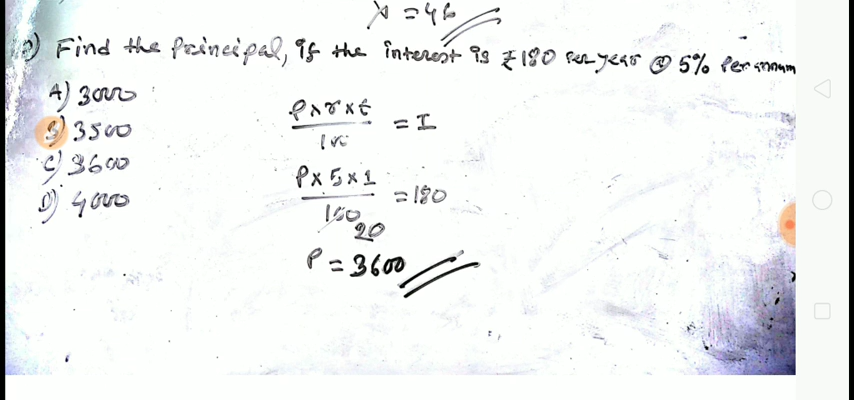 x = 46
) Find the Principal, if the interest is ₹180 per year @ 5% Per annum
A) 3000
B) 3500
C) 3600
D) 4000
P x r x t
100
= I
P x 5 x 1
100
= 180
20
P = 3600